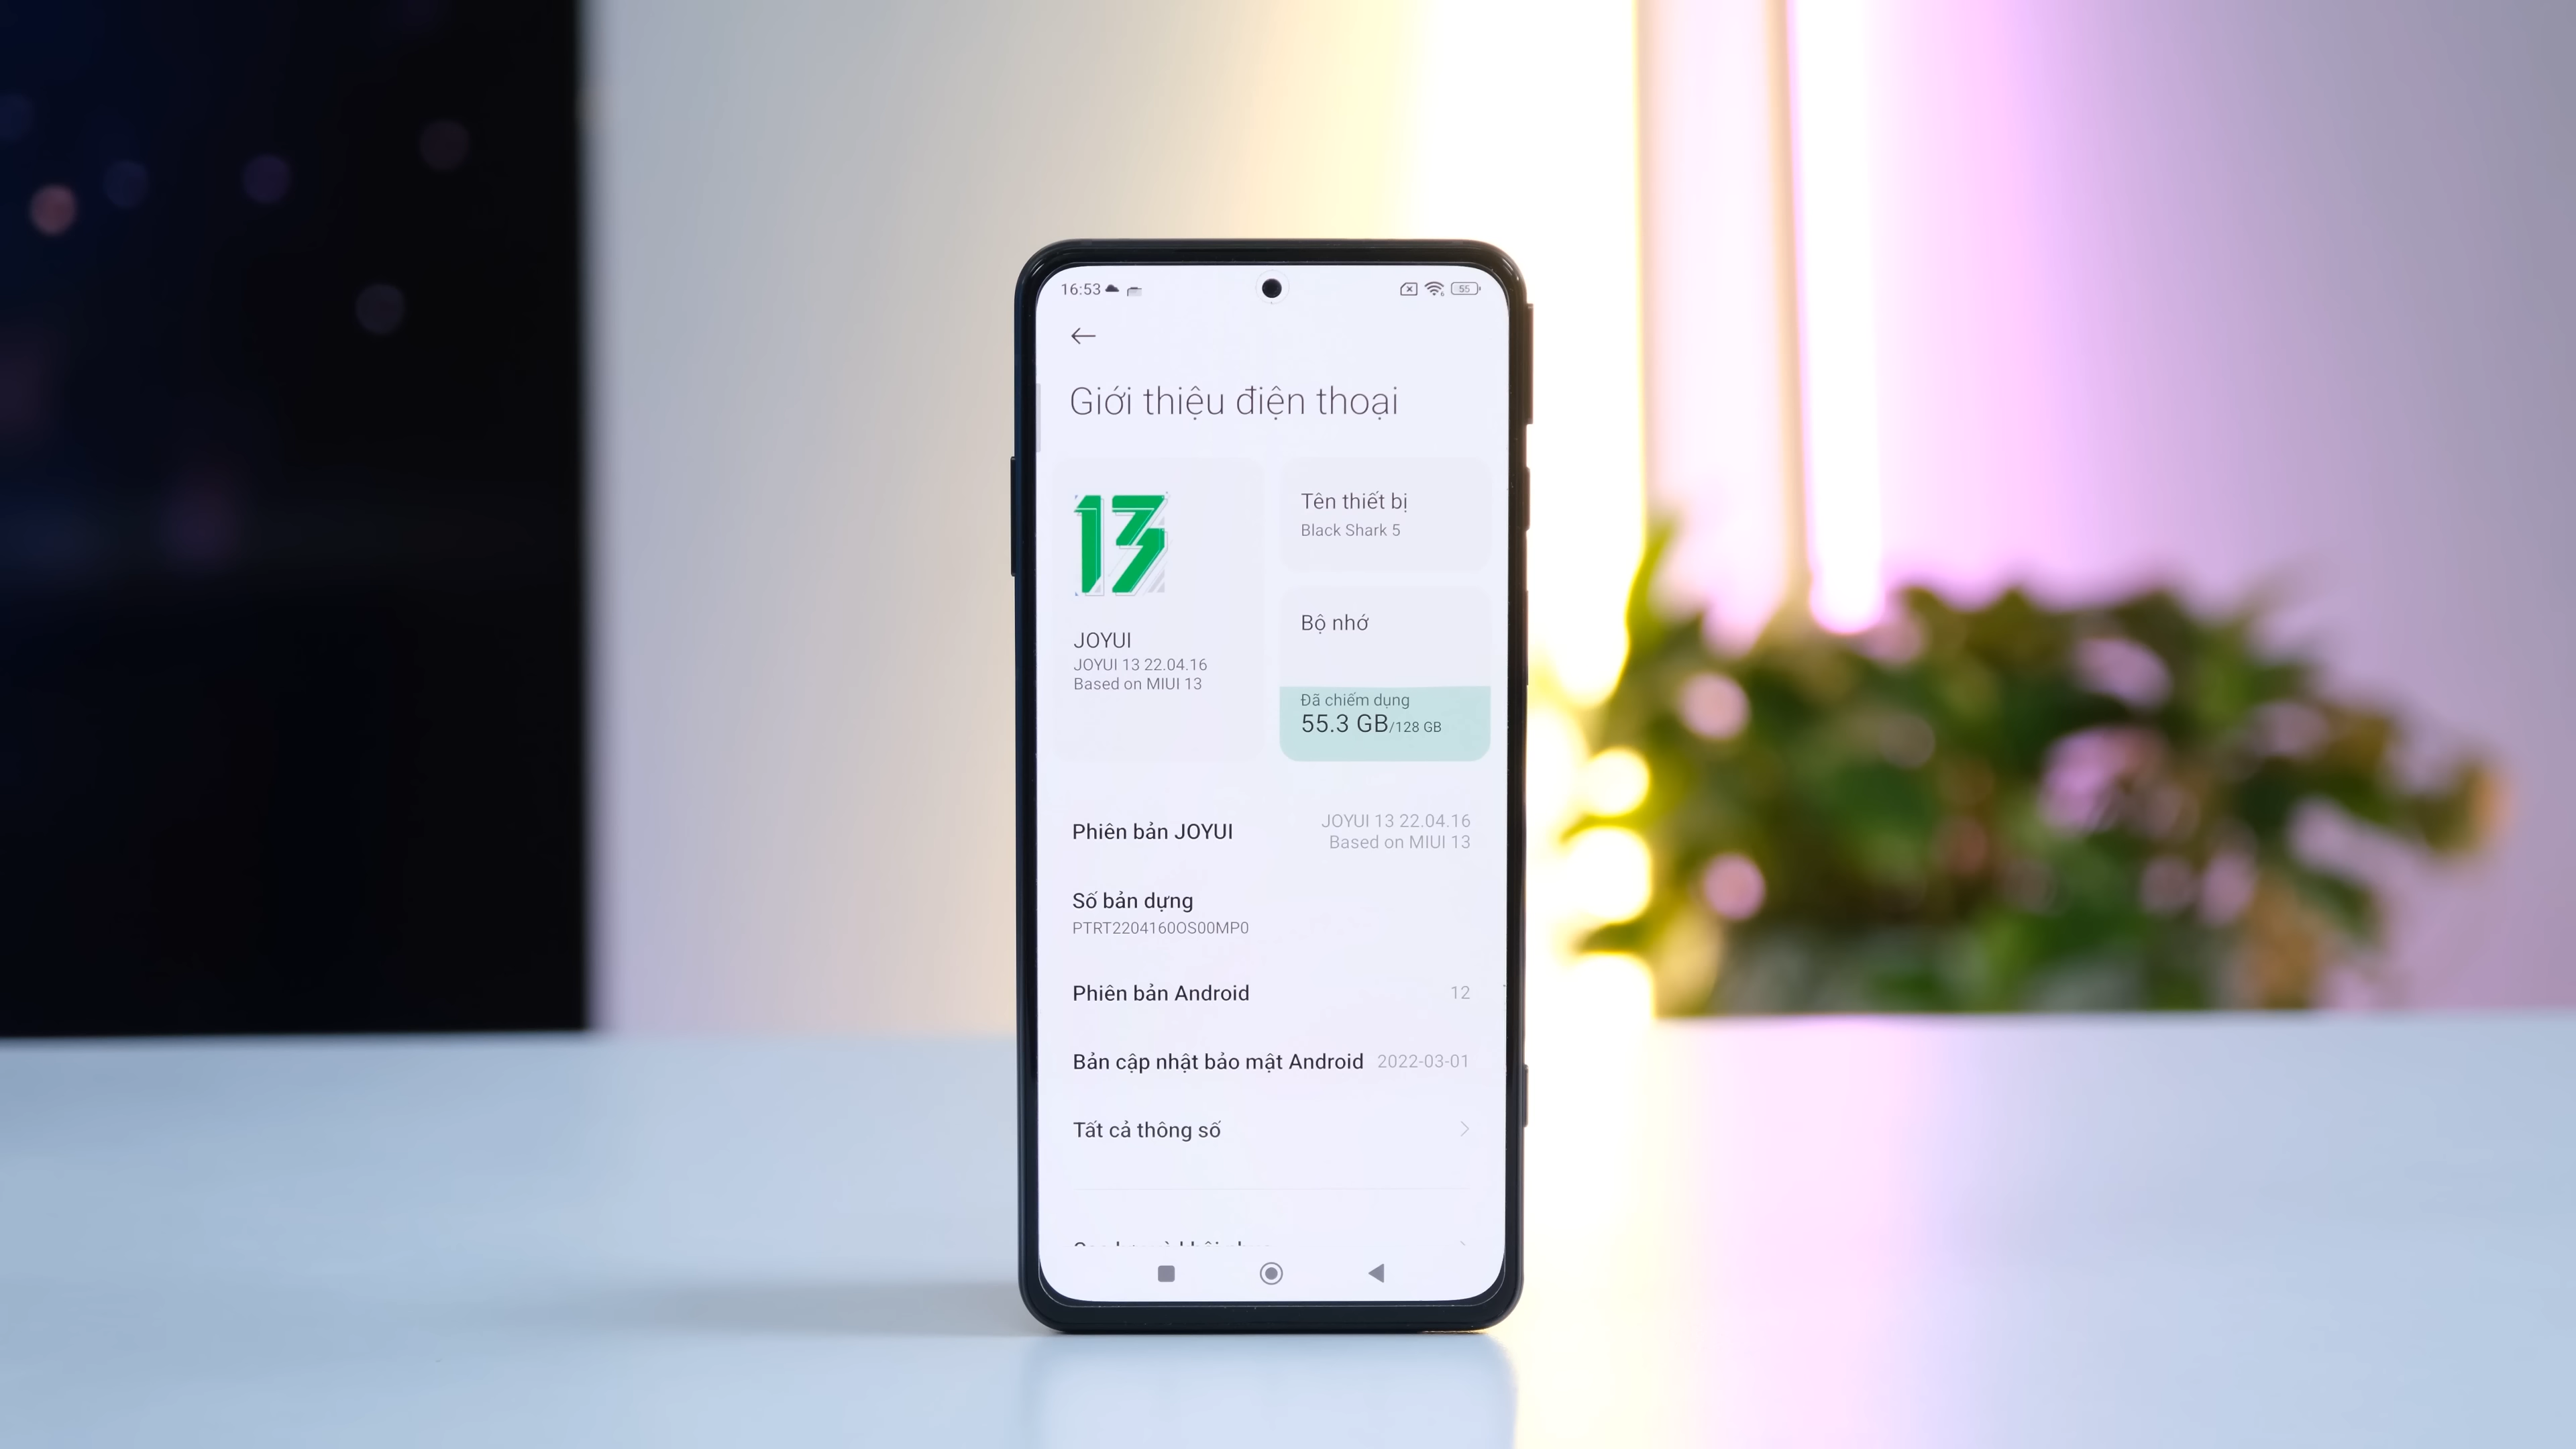 16:53
55
Giới thiệu điện thoại
13
JOYUI
JOYUI 13 22.04.16
Based on MIUI 13
Tên thiết bị
Black Shark 5
Bộ nhớ
Đã chiếm dụng
55.3 GB/128 GB
Phiên bản JOYUI
JOYUI 13 22.04.16
Based on MIUI 13
Số bản dựng
PTRT2204160OS00MP0
Phiên bản Android
12
Bản cập nhật bảo mật Android
2022-03-01
Tất cả thông số